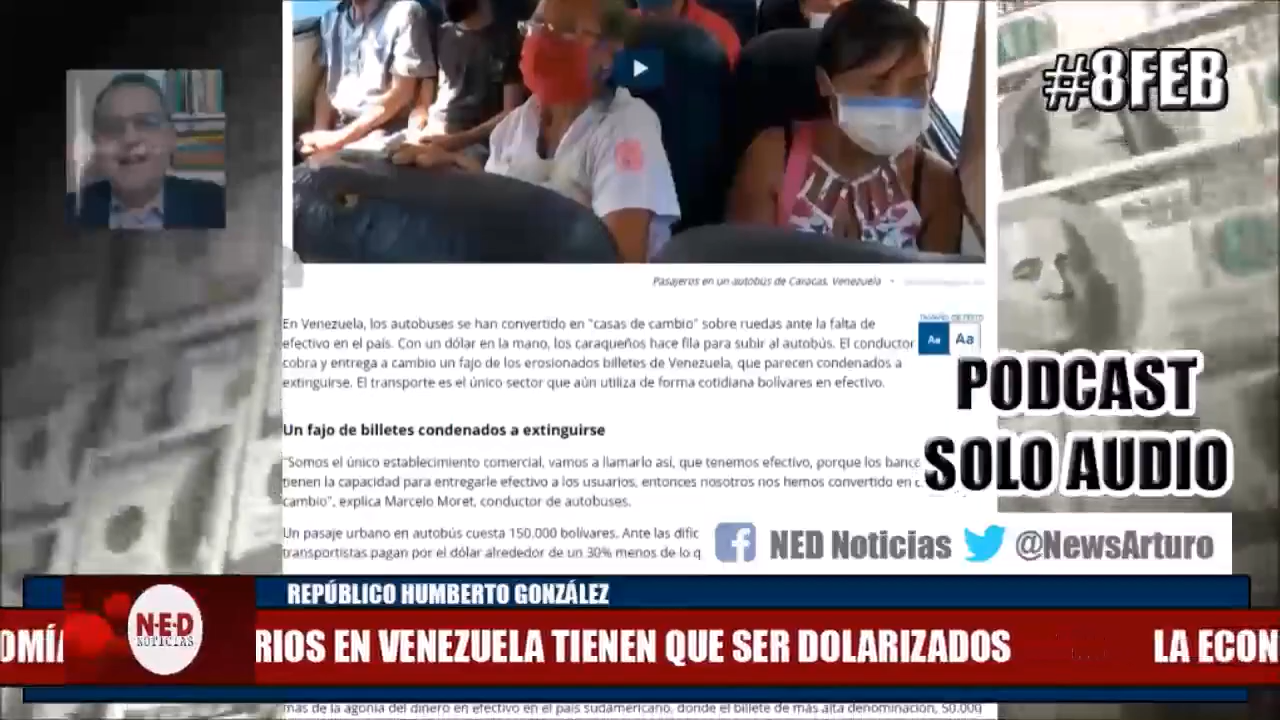 #8FEB
Pasajeros en un autobús de Caracas, Venezuela
En Venezuela, los autobuses se han convertido en "casas de cambio" sobre ruedas ante la falta de
efectivo en el país. Con un dólar en la mano, los caraqueños hace fila para subir al autobús. El conductor
cobra y entrega a cambio un fajo de los erosionados billetes de Venezuela, que parecen condenados a
extinguirse. El transporte es el único sector que aún utiliza de forma cotidiana bolívares en efectivo.
TAMAÑO DE TEXTO
Aa Aa
PODCAST
SOLO AUDIO
Un fajo de billetes condenados a extinguirse
"Somos el único establecimiento comercial, vamos a llamarlo así, que tenemos efectivo, porque los
tienen la capacidad para entregarle efectivo a los usuarios, entonces nosotros nos hemos convertido en
cambio", explica Marcelo Moret, conductor de autobuses.
Un pasaje urbano en autobús cuesta 150.000 bolívares. Ante las
transportistas pagan por el dólar alrededor de un 30% menos de lo
NED Noticias @NewsArturo
REPÚBLICO HUMBERTO GONZÁLEZ
N·E·D
NOTICIAS
OMÍA RIOS EN VENEZUELA TIENEN QUE SER DOLARIZADOS LA ECON
más de la agonía del dinero en efectivo en el país sudamericano, donde el billete de más alta denominación, 50.000